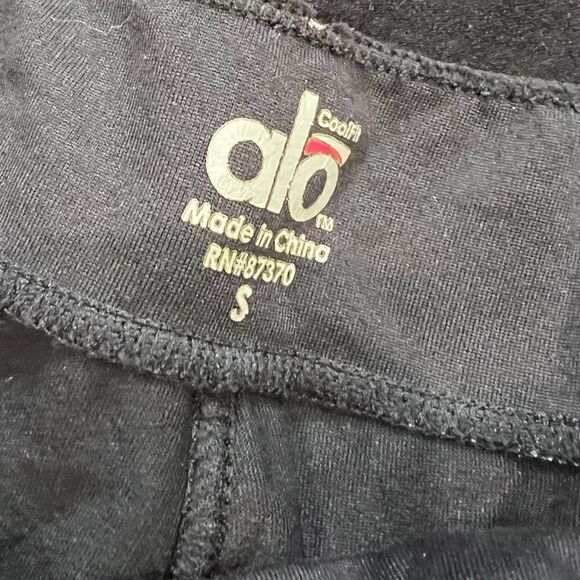 CoolFit
alo
TM
Made in China
RN#87370
S